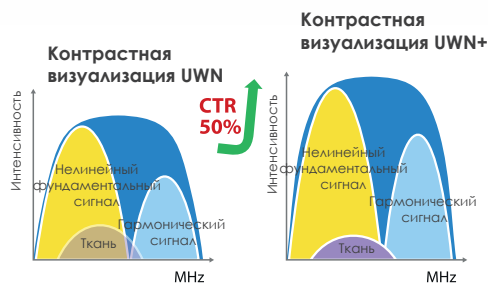 Контрастная
визуализация UWN
Интенсивность
Нелинейный
фундаментальный
сигнал
Гармонический
сигнал
Ткань
MHz
CTR
50%
Контрастная
визуализация UWN+
Интенсивность
Нелинейный
фундаментальный
сигнал
Гармонический
сигнал
Ткань
MHz